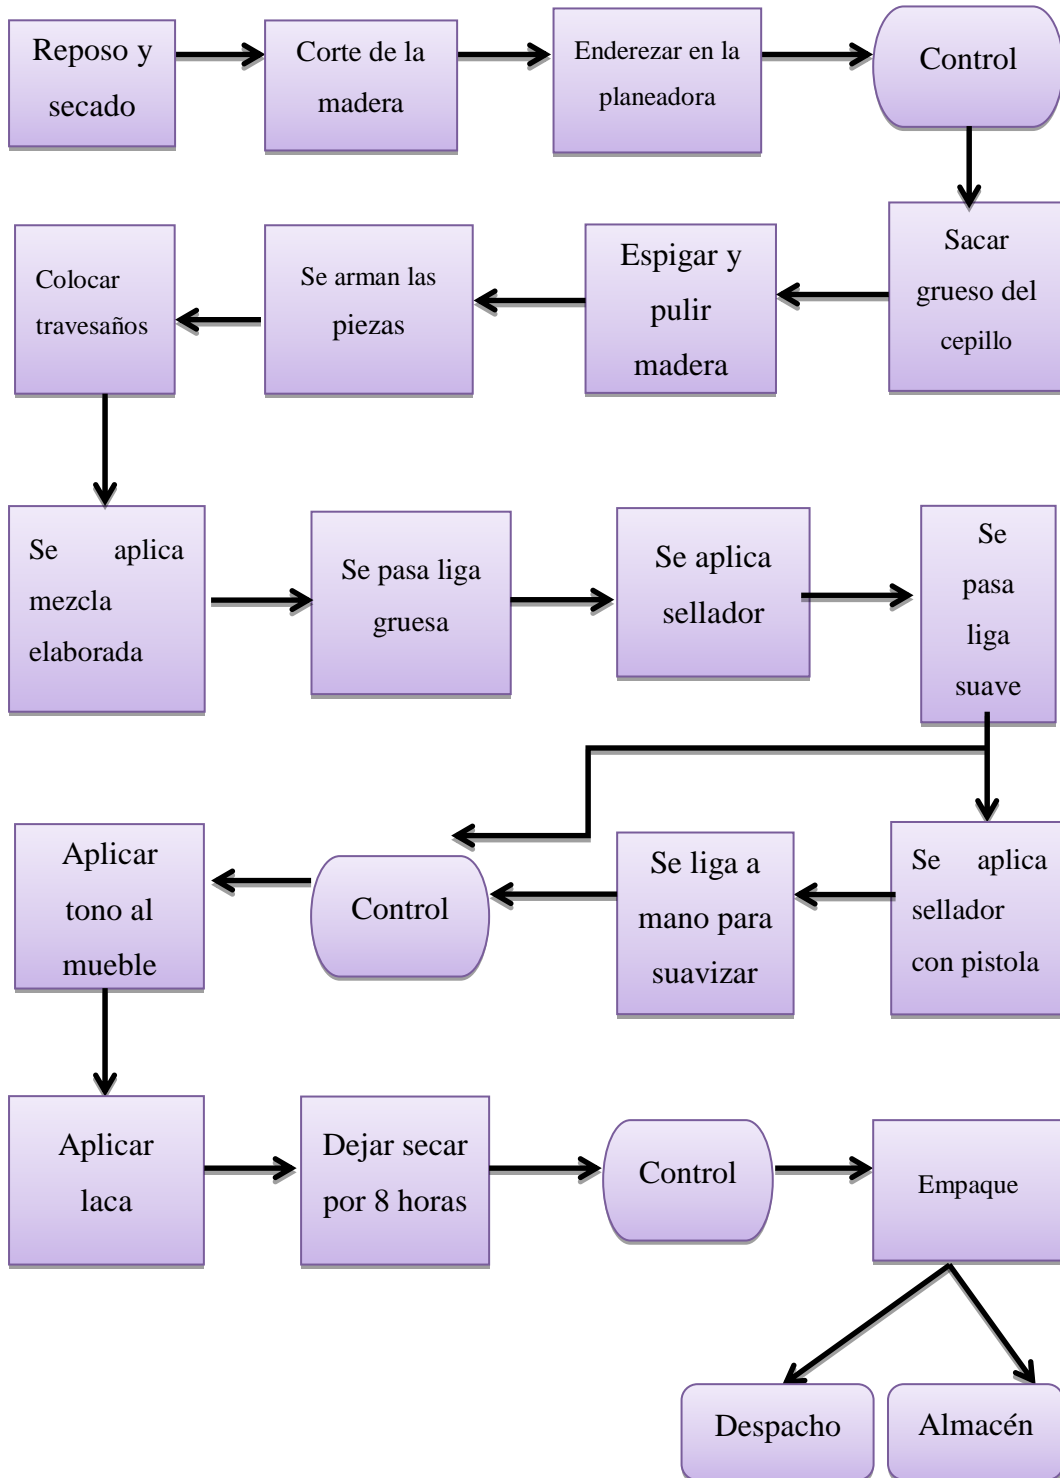 Reposo y
secado
Corte de la
madera
Enderezar en la
planeadora
Control
Sacar
grueso del
cepillo
Espigar y
pulir
madera
Se arman las
piezas
Colocar
travesaños
Se aplica
mezcla
elaborada
Se pasa liga
gruesa
Se aplica
sellador
Se
pasa
liga
suave
Se aplica
sellador
con pistola
Se liga a
mano para
suavizar
Control
Aplicar
tono al
mueble
Aplicar
laca
Dejar secar
por 8 horas
Control
Empaque
Despacho
Almacén